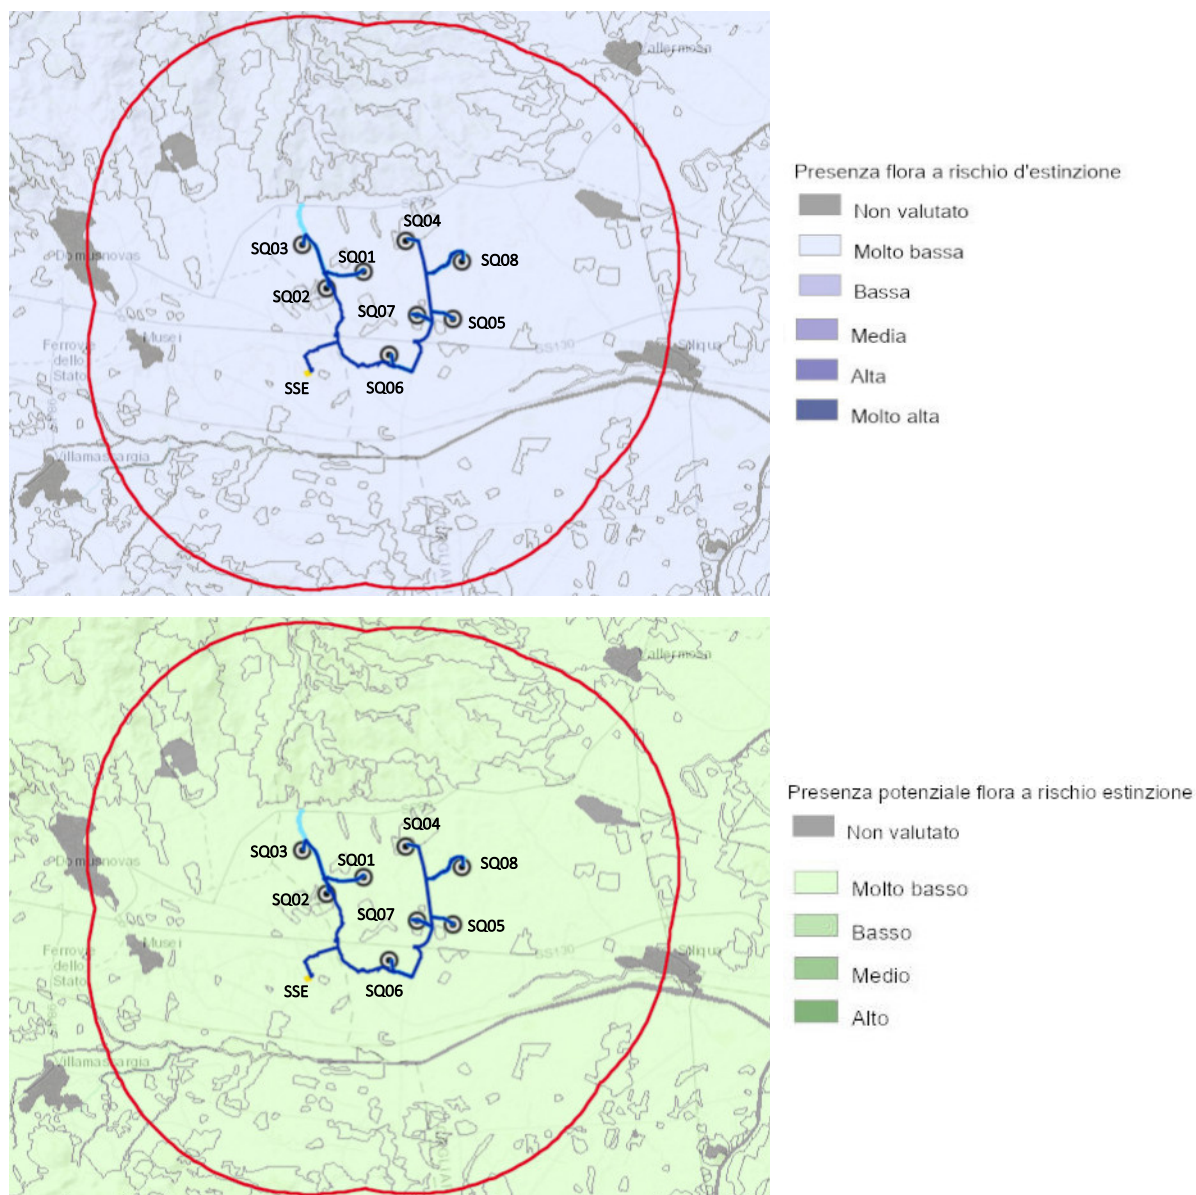 Vallermosa
Presenza flora a rischio d'estinzione
Non valutato
Molto bassa
Bassa
Media
Alta
Molto alta
SQ04
SQ03
SQ01
SQ08
Domusnovas
SQ02
SQ07
SQ05
Musei
Ferrovie
dello
Stato
SS130
Siliqua
SSE
SQ06
Villamassargia
Vallermosa
Presenza potenziale flora a rischio estinzione
Non valutato
Molto basso
Basso
Medio
Alto
SQ04
SQ03
SQ01
SQ08
Domusnovas
SQ02
SQ07
SQ05
Musei
Ferrovie
dello
Stato
SS130
Siliqua
SSE
SQ06
Villamassargia